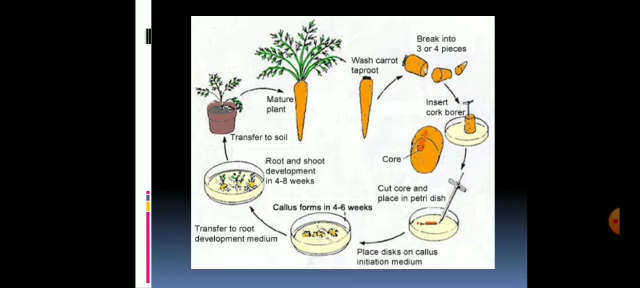 Break into
3 or 4 pieces
Wash carrot
taproot
Mature
plant
Insert
cork borer
Transfer to soil
Core
Root and shoot
development
in 4-8 weeks
Cut core and
place in petri dish
Callus forms in 4-6 weeks
Transfer to root
development medium
Place disks on callus
initiation medium